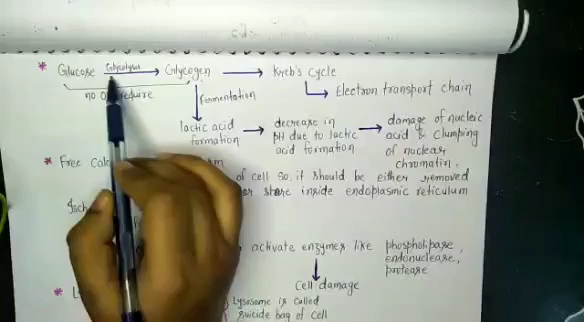 * Glucose Glycolysis Glycogen Kreb's cycle
Electron transport chain
no O require
fermentation
lactic acid formation
decrease in PH due to lactic acid formation
damage of nucleic acid & clumping of nuclear chromatin.
* Free calc
of cell so, it should be either removed
or store inside endoplasmic reticulum
activate enzymes like phospholipase,
endonuclease,
protease
cell damage
Lysosome is called
suicide bag of cell